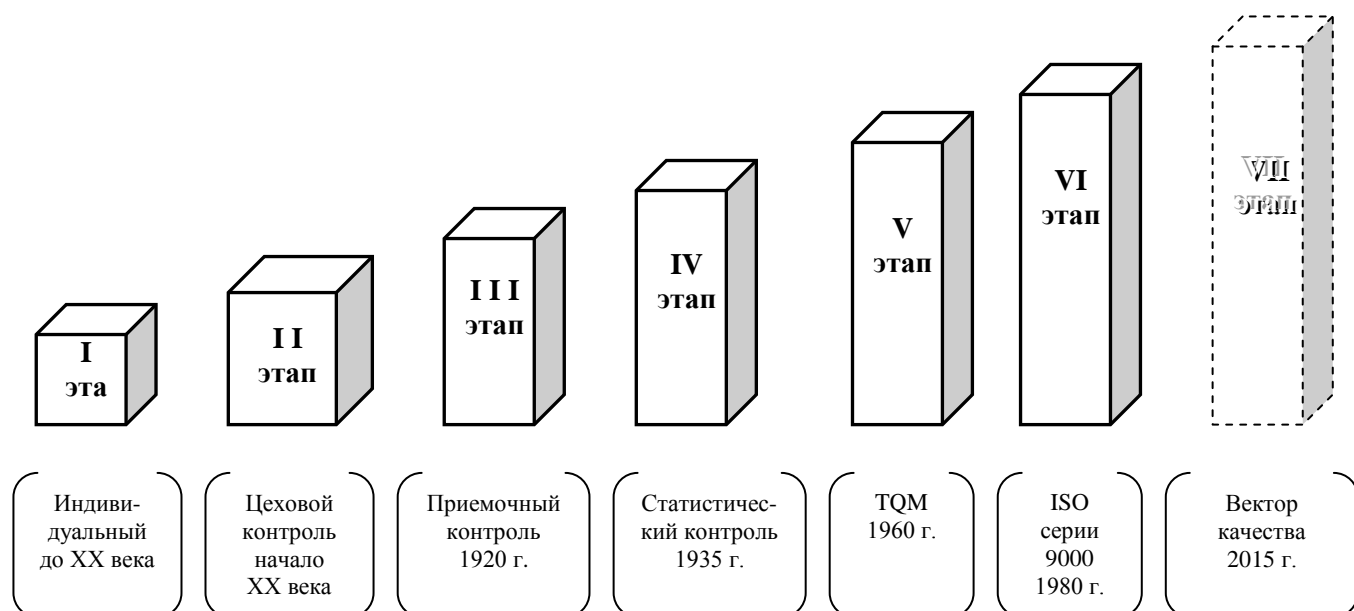 I
эта
I I
этап
I I I
этап
IV
этап
V
этап
VI
этап
VII
этап
Индиви-
дуальный
до XX века
Цеховой
контроль
начало
XX века
Приемочный
контроль
1920 г.
Статистичес-
кий контроль
1935 г.
TQM
1960 г.
ISO
серии
9000
1980 г.
Вектор
качества
2015 г.